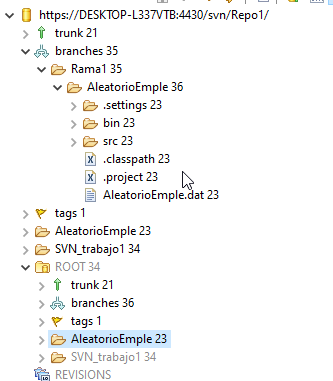 https://DESKTOP-L337VTB:4430/svn/Repo1/
trunk 21
branches 35
Rama1 35
AleatorioEmple 36
.settings 23
bin 23
src 23
.classpath 23
.project 23
AleatorioEmple.dat 23
tags 1
AleatorioEmple 23
SVN_trabajo1 34
ROOT 34
trunk 21
branches 36
tags 1
AleatorioEmple 23
SVN_trabajo1 34
REVISIONS